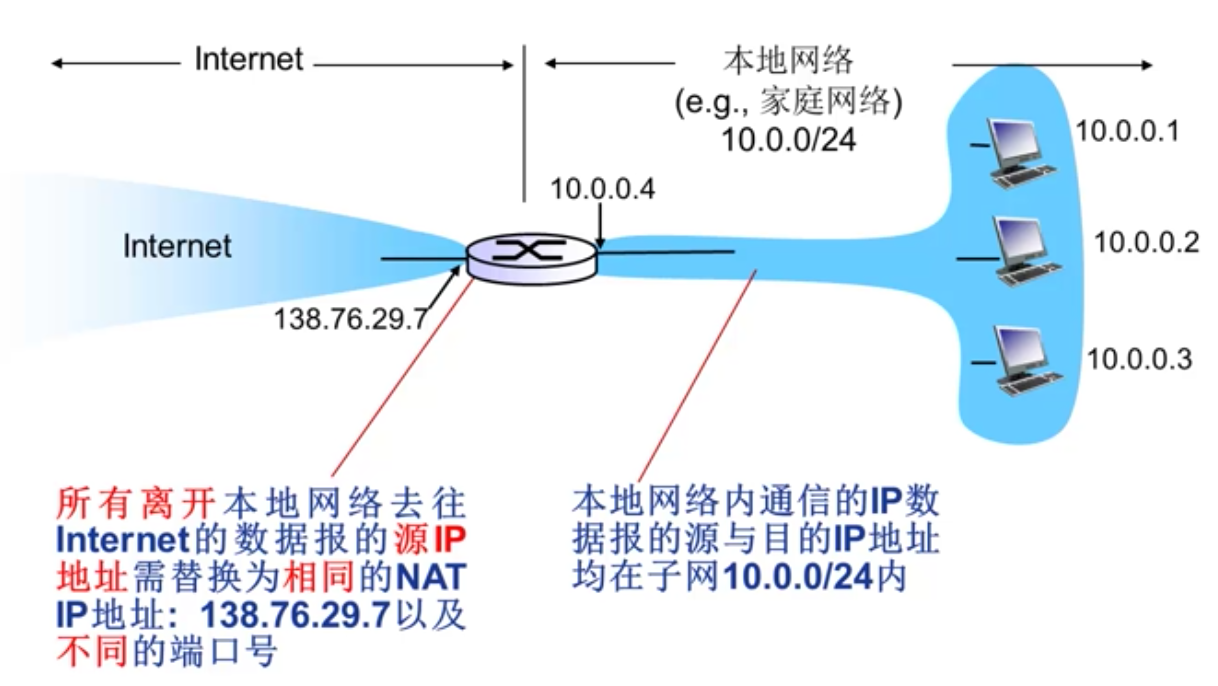 Internet
本地网络
(e.g., 家庭网络)
10.0.0/24
10.0.0.1
10.0.0.4
Internet
10.0.0.2
138.76.29.7
10.0.0.3
所有离开本地网络去往
Internet的数据报的源IP
地址需替换为相同的NAT
IP地址: 138.76.29.7以及
不同的端口号
本地网络内通信的IP数
据报的源与目的IP地址
均在子网10.0.0/24内